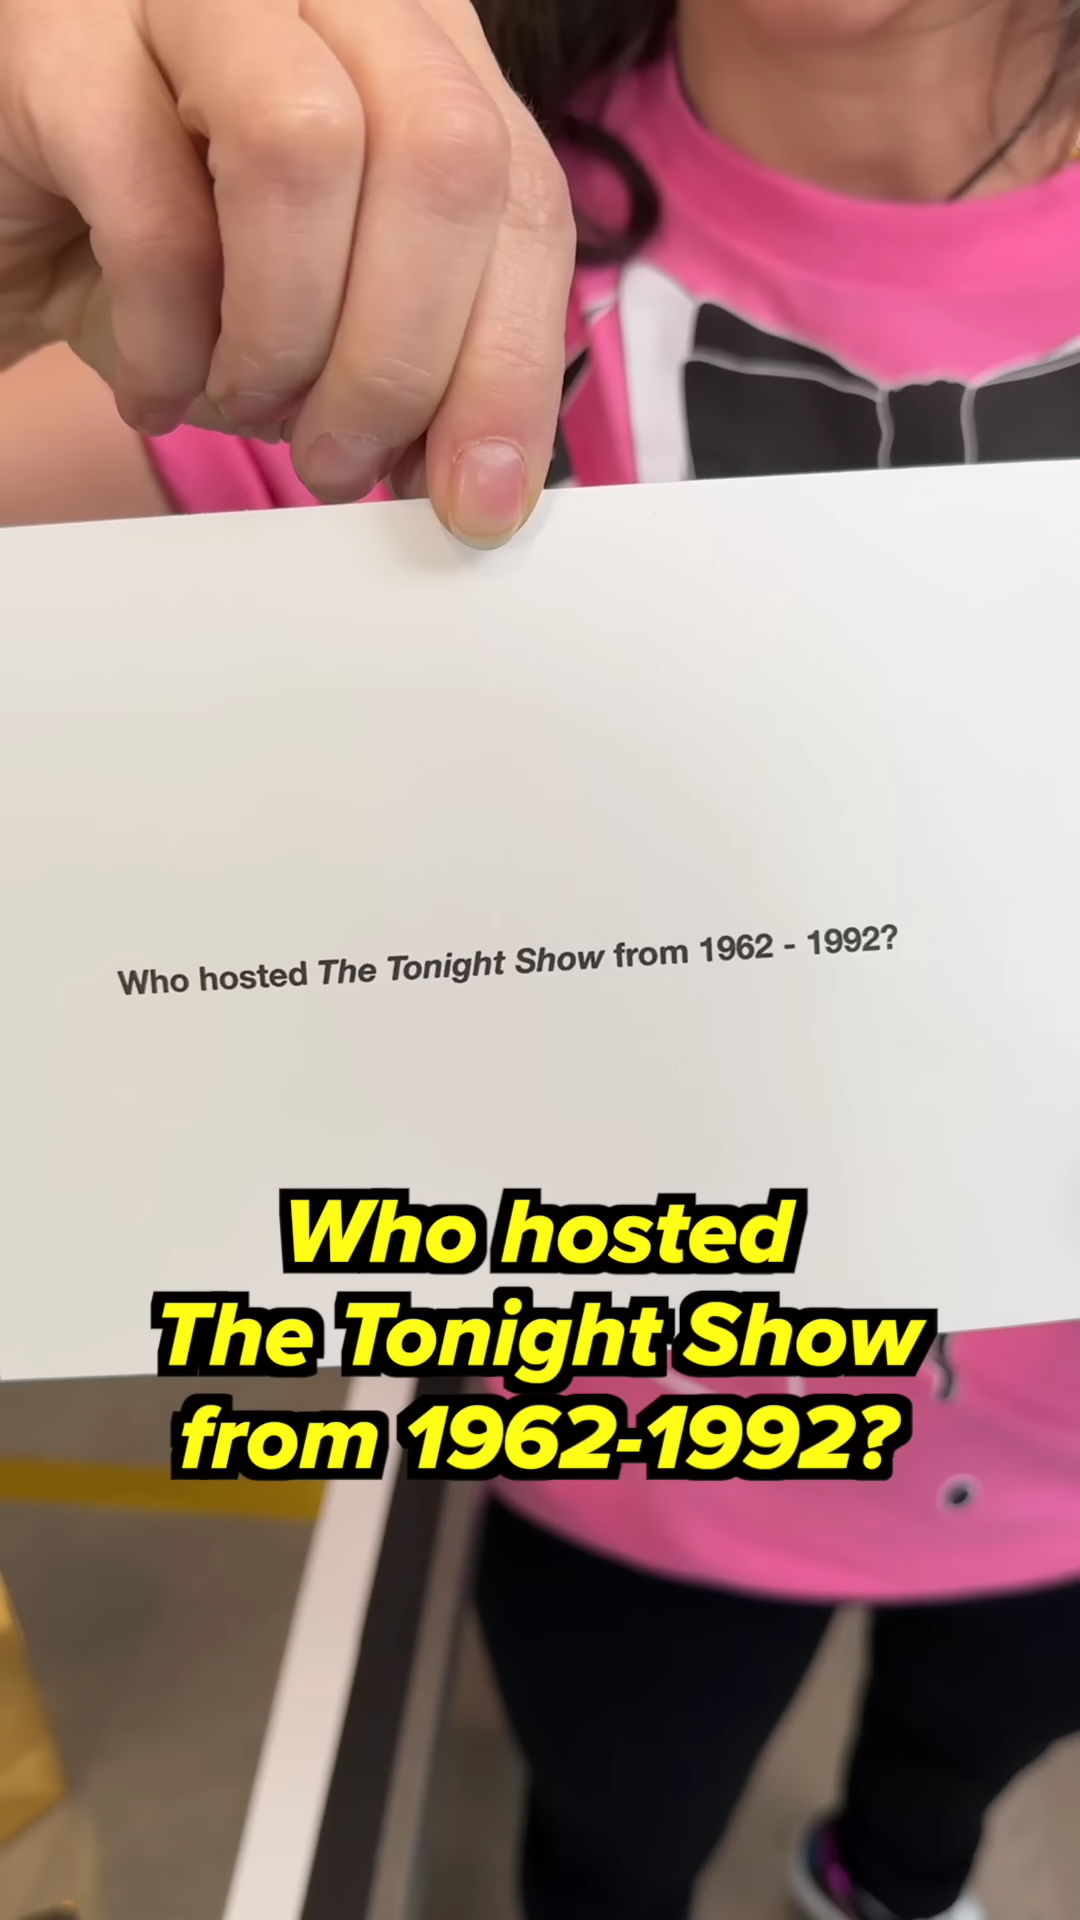 Who hosted The Tonight Show from 1962 - 1992?
Who hosted
The Tonight Show
from 1962-1992?